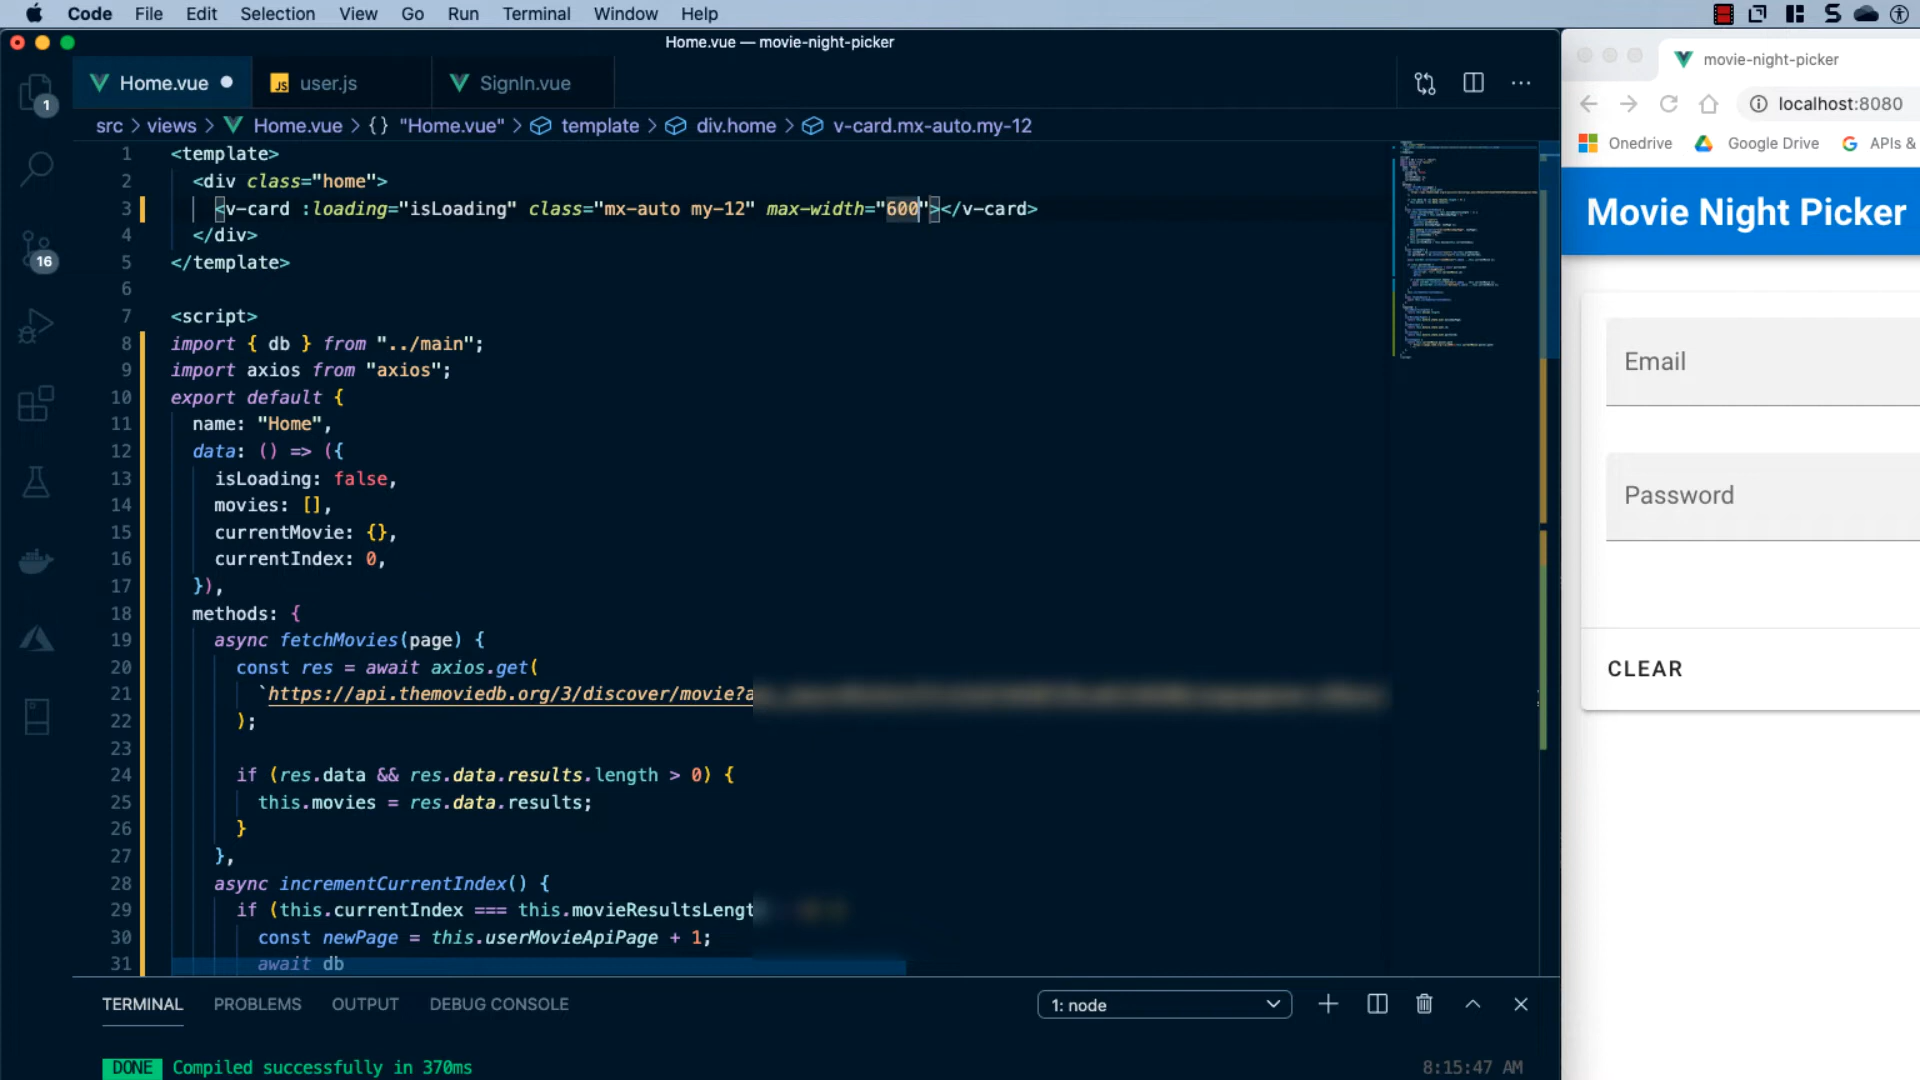 Code File Edit Selection View Go Run Terminal Window Help
Home.vue — movie-night-picker
Home.vue user.js SignIn.vue
src > views > Home.vue > {} "Home.vue" > template > div.home > v-card.mx-auto.my-12
1
16
1 <template>
2 <div class="home">
3 <v-card :loading="isLoading" class="mx-auto my-12" max-width="600"></v-card>
4 </div>
5 </template>
6
7 <script>
8 import { db } from "../main";
9 import axios from "axios";
10 export default {
11 name: "Home",
12 data: () => ({
13 isLoading: false,
14 movies: [],
15 currentMovie: {},
16 currentIndex: 0,
17 }),
18 methods: {
19 async fetchMovies(page) {
20 const res = await axios.get(
21 `https://api.themoviedb.org/3/discover/movie?a
22 );
23
24 if (res.data && res.data.results.length > 0) {
25 this.movies = res.data.results;
26 }
27 },
28 async incrementCurrentIndex() {
29 if (this.currentIndex === this.movieResultsLengt
30 const newPage = this.userMovieApiPage + 1;
31 await db
TERMINAL PROBLEMS OUTPUT DEBUG CONSOLE 1: node
DONE Compiled successfully in 370ms 8:15:47 AM
movie-night-picker
localhost:8080
Onedrive Google Drive APIs &
Movie Night Picker
Email
Password
CLEAR